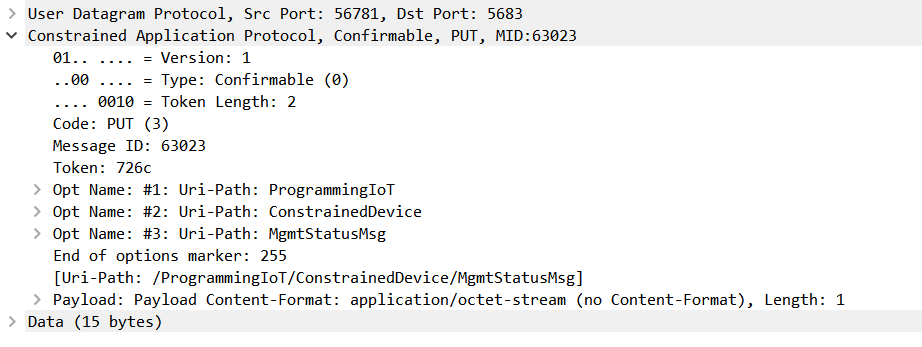 User Datagram Protocol, Src Port: 56781, Dst Port: 5683
Constrained Application Protocol, Confirmable, PUT, MID:63023
01.. .... = Version: 1
..00 .... = Type: Confirmable (0)
.... 0010 = Token Length: 2
Code: PUT (3)
Message ID: 63023
Token: 726c
Opt Name: #1: Uri-Path: ProgrammingIoT
Opt Name: #2: Uri-Path: ConstrainedDevice
Opt Name: #3: Uri-Path: MgmtStatusMsg
End of options marker: 255
[Uri-Path: /ProgrammingIoT/ConstrainedDevice/MgmtStatusMsg]
Payload: Payload Content-Format: application/octet-stream (no Content-Format), Length: 1
Data (15 bytes)